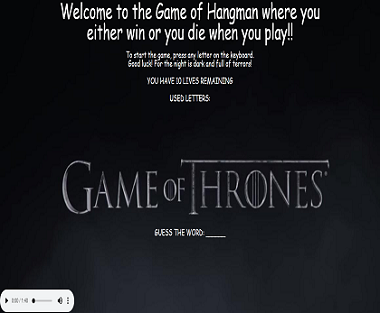 Welcome to the Game of Hangman where you
either win or you die when you play!!
To start the game, press any letter on the keyboard.
Good luck! For the night is dark and full of terrors!
YOU HAVE 10 LIVES REMAINING
USED LETTERS:
GAME OF THRONES®
GUESS THE WORD: _____
0:00 / 1:48